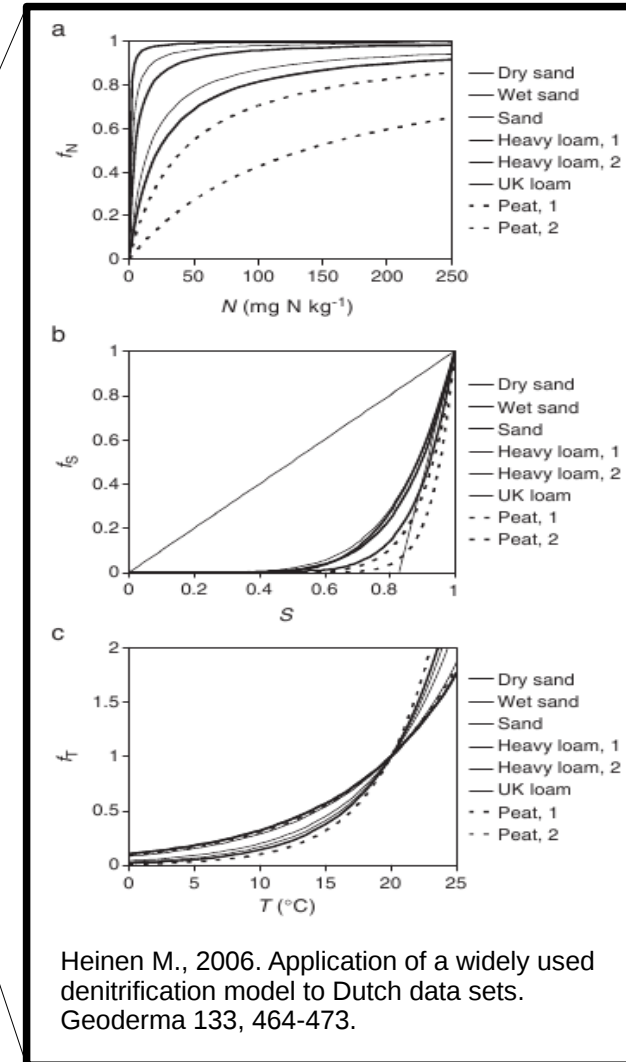 a
1
0.8
0.6
0.4
0.2
0
f_N
0 50 100 150 200 250
N (mg N kg⁻¹)
Dry sand
Wet sand
Sand
Heavy loam, 1
Heavy loam, 2
UK loam
Peat, 1
Peat, 2
b
1
0.8
0.6
0.4
0.2
0
f_S
0 0.2 0.4 0.6 0.8 1
S
Dry sand
Wet sand
Sand
Heavy loam, 1
Heavy loam, 2
UK loam
Peat, 1
Peat, 2
c
2
1.5
1
0.5
0
f_T
0 5 10 15 20 25
T (°C)
Dry sand
Wet sand
Sand
Heavy loam, 1
Heavy loam, 2
UK loam
Peat, 1
Peat, 2
Heinen M., 2006. Application of a widely used
denitrification model to Dutch data sets.
Geoderma 133, 464-473.